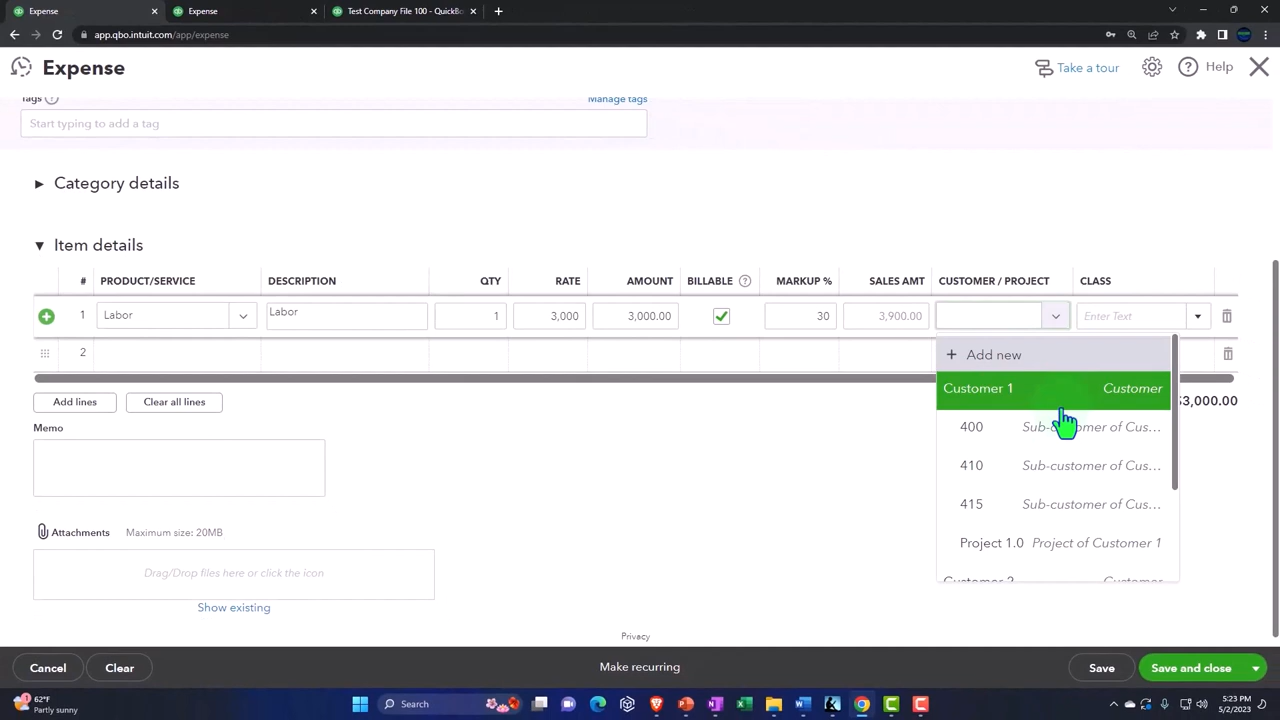 Expense
Expense
Test Company File 100 - QuickBo
app.qbo.intuit.com/app/expense
Expense
Take a tour
Help
Tags
Manage tags
Start typing to add a tag
Category details
Item details
# PRODUCT/SERVICE DESCRIPTION QTY RATE AMOUNT BILLABLE MARKUP % SALES AMT CUSTOMER / PROJECT CLASS
1 Labor Labor 1 3,000 3,000.00 30 3,900.00 Enter Text
2
+ Add new
Customer 1 Customer
$3,000.00
400 Sub-customer of Cus...
410 Sub-customer of Cus...
415 Sub-customer of Cus...
Project 1.0 Project of Customer 1
Customer 2 Customer
Add lines
Clear all lines
Memo
Attachments
Maximum size: 20MB
Drag/Drop files here or click the icon
Show existing
Privacy
Cancel
Clear
Make recurring
Save
Save and close
1
62°F
Partly sunny
Search
5:23 PM
5/2/2023